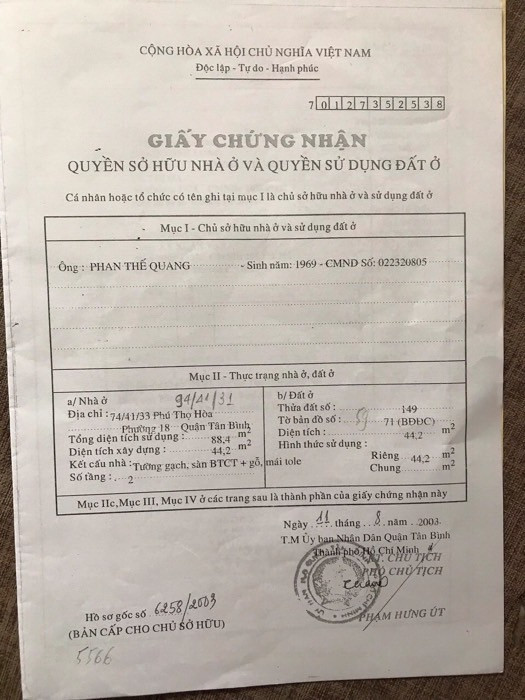 CỘNG HÒA XÃ HỘI CHỦ NGHĨA VIỆT NAM
Độc lập - Tự do - Hạnh phúc
7 0 1 2 7 3 5 2 5 3 8
GIẤY CHỨNG NHẬN
QUYỀN SỞ HỮU NHÀ Ở VÀ QUYỀN SỬ DỤNG ĐẤT Ở
Cá nhân hoặc tổ chức có tên ghi tại mục I là chủ sở hữu nhà ở và sử dụng đất ở
Mục I - Chủ sở hữu nhà ở và sử dụng đất ở
Ông : PHAN THẾ QUANG - Sinh năm: 1969 - CMND Số: 022320805
Mục II - Thực trạng nhà ở, đất ở
a/ Nhà ở 94/41/31
Địa chỉ : 74/41/33 Phú Thọ Hòa
Phường 18 Quận Tân Bình
Tổng diện tích sử dụng : 88,4 m2
Diện tích xây dựng : 44,2 m2
Kết cấu nhà : Tường gạch, sàn BTCT + gỗ, mái tole
Số tầng : 2
b/ Đất ở
Thửa đất số : 149
Tờ bản đồ số : 59 71 (BĐĐC)
Diện tích : 44,2 m2
Hình thức sử dụng :
Riêng 44,2 m2
Chung m2
Mục IIc, Mục III, Mục IV ở các trang sau là thành phần của giấy chứng nhận này
Ngày 11 tháng 8 năm 2003
T.M Ủy ban Nhân Dân Quận Tân Bình
Thành phố Hồ Chí Minh
KT. CHỦ TỊCH
PHÓ CHỦ TỊCH
PHẠM HƯNG ÚT
Hồ sơ gốc số 6258/2003
(BẢN CẤP CHO CHỦ SỞ HỮU)
5566